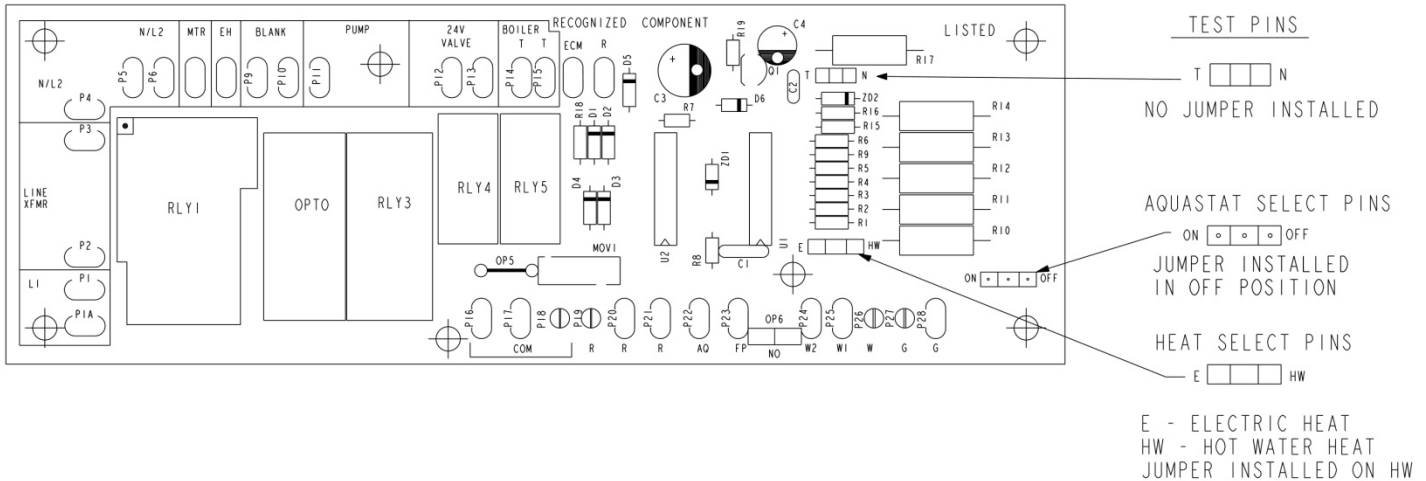 RECOGNIZED COMPONENT
LISTED
N/L2 MTR EH BLANK PUMP 24V VALVE BOILER T T ECM R
N/L2
P5 P6 P9 P10 P11 P12 P13 P14 P15
P4
P3
LINE
XFMR
P2
L1
P1
P1A
RLY1
OPTO
RLY3
RLY4
RLY5
R18 D1 D2
D5
D4 D3
MOV1
OP5
C3
R7
R19
C4
Q1
C2
D6
R17
T N
ZD2
R16
R15
R6
R9
R5
R4
R3
R2
R1
ZD1
U2
R8
C1
U1
E HW
R14
R13
R12
R11
R10
ON OFF
P16 P17 P18 P19 P20 P21 P22 P23 OP6 P24 P25 P26 P27 P28
COM R R R AQ FP NO W2 W1 W G G
TEST PINS
T N
NO JUMPER INSTALLED
AQUASTAT SELECT PINS
ON OFF
JUMPER INSTALLED
IN OFF POSITION
HEAT SELECT PINS
E HW
E - ELECTRIC HEAT
HW - HOT WATER HEAT
JUMPER INSTALLED ON HW